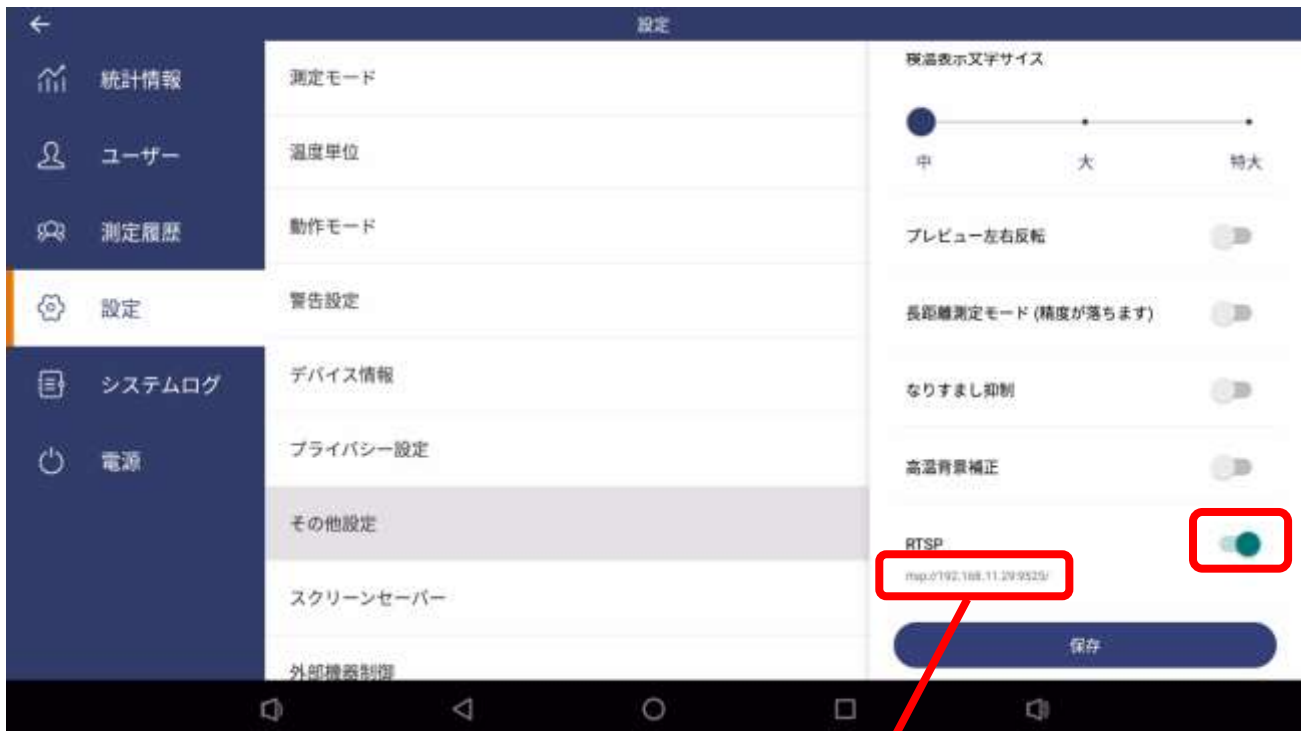 設定
統計情報
ユーザー
測定履歴
設定
システムログ
電源
測定モード
温度単位
動作モード
警告設定
デバイス情報
プライバシー設定
その他設定
スクリーンセーバー
外部機器制御
検温表示文字サイズ
中 大 特大
プレビュー左右反転
長距離測定モード (精度が落ちます)
なりすまし抑制
高温背景補正
RTSP
rtsp://192.168.11.29:9525/
保存